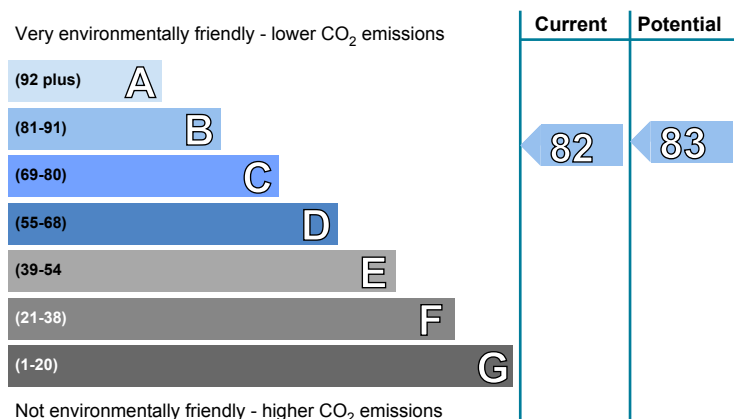 Very environmentally friendly - lower CO2 emissions
Current
Potential
(92 plus) A
(81-91) B
(69-80) C
(55-68) D
(39-54 E
(21-38) F
(1-20) G
82
83
Not environmentally friendly - higher CO2 emissions